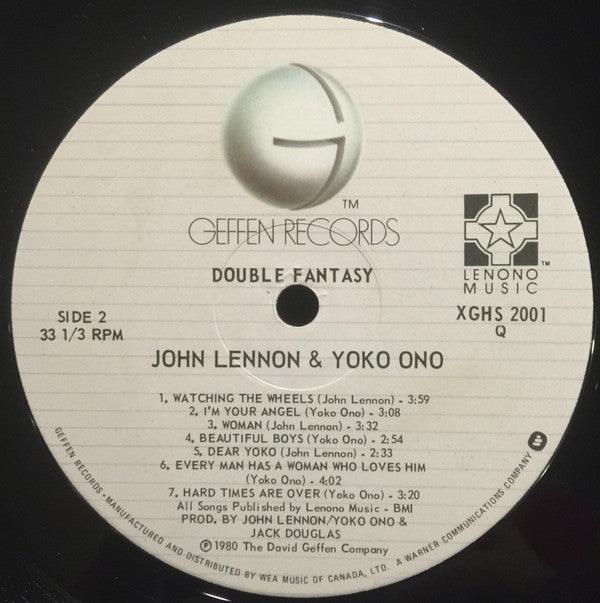 TM
GEFFEN RECORDS
DOUBLE FANTASY
LENONO
MUSIC
TM
SIDE 2
33 1/3 RPM
XGHS 2001
Q
JOHN LENNON & YOKO ONO
1. WATCHING THE WHEELS (John Lennon) - 3:59
2. I'M YOUR ANGEL (Yoko Ono) - 3:08
3. WOMAN (John Lennon) - 3:32
4. BEAUTIFUL BOYS (Yoko Ono) - 2:54
5. DEAR YOKO (John Lennon) - 2:33
6. EVERY MAN HAS A WOMAN WHO LOVES HIM
(Yoko Ono) - 4:02
7. HARD TIMES ARE OVER (Yoko Ono) - 3:20
All Songs Published by Lenono Music - BMI
PROD. BY JOHN LENNON/YOKO ONO &
JACK DOUGLAS
℗ 1980 The David Geffen Company
GEFFEN RECORDS • MANUFACTURED AND DISTRIBUTED BY WEA MUSIC OF CANADA, LTD. A WARNER COMMUNICATIONS COMPANY